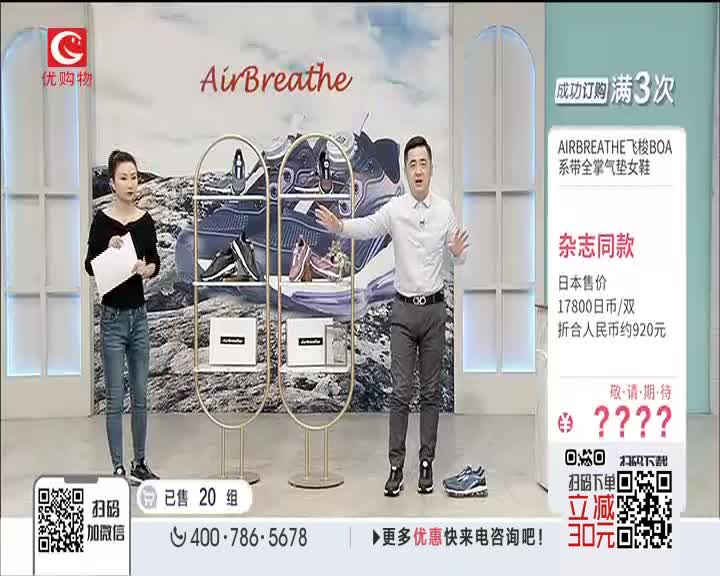 优购物
AirBreathe
成功订购 满3次
AIRBREATHE飞梭BOA
系带全掌气垫女鞋
杂志同款
日本售价
17800日币/双
折合人民币约920元
敬·请·期·待
¥ ????
AirBreathe
AirBreathe
扫码下载
扫码下单
立减
30元
扫码
加微信
已售 20 组
400·786·5678
更多优惠快来电咨询吧!